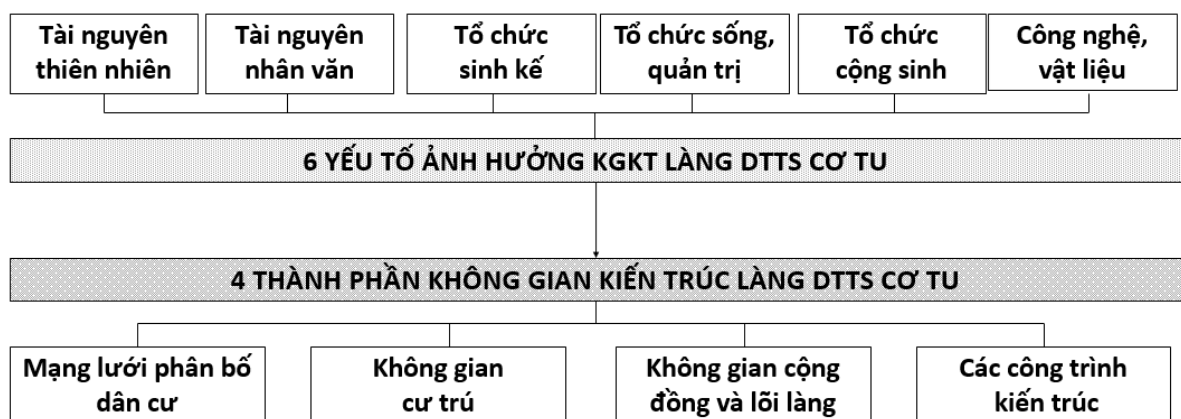 Tài nguyên
thiên nhiên
Tài nguyên
nhân văn
Tổ chức
sinh kế
Tổ chức sống,
quản trị
Tổ chức
cộng sinh
Công nghệ,
vật liệu
6 YẾU TỐ ẢNH HƯỞNG KGKT LÀNG DTTS CƠ TU
4 THÀNH PHẦN KHÔNG GIAN KIẾN TRÚC LÀNG DTTS CƠ TU
Mạng lưới phân bố
dân cư
Không gian
cư trú
Không gian cộng
đồng và lõi làng
Các công trình
kiến trúc